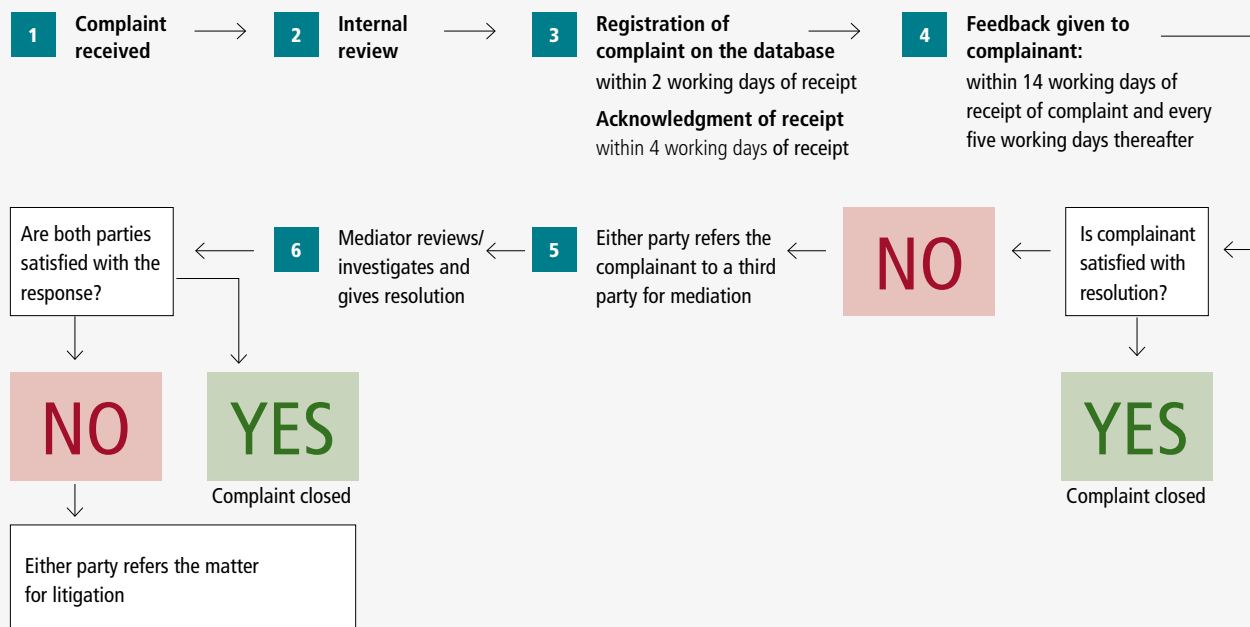 1
Complaint
received
2
Internal
review
3
Registration of
complaint on the database
within 2 working days of receipt
Acknowledgment of receipt
within 4 working days of receipt
4
Feedback given to
complainant:
within 14 working days of
receipt of complaint and every
five working days thereafter
Is complainant
satisfied with
resolution?
YES
Complaint closed
NO
5
Either party refers the
complainant to a third
party for mediation
6
Mediator reviews/
investigates and
gives resolution
Are both parties
satisfied with the
response?
YES
Complaint closed
NO
Either party refers the matter
for litigation